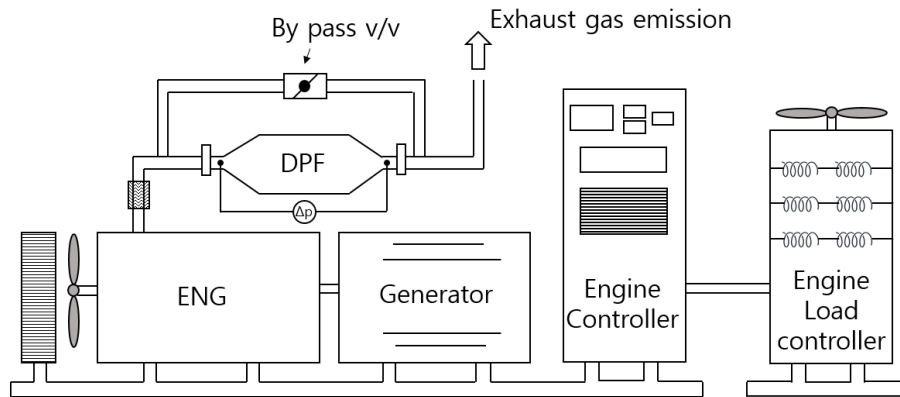 Exhaust gas emission
By pass v/v
DPF
Δp
ENG
Generator
Engine
Controller
Engine
Load
controller